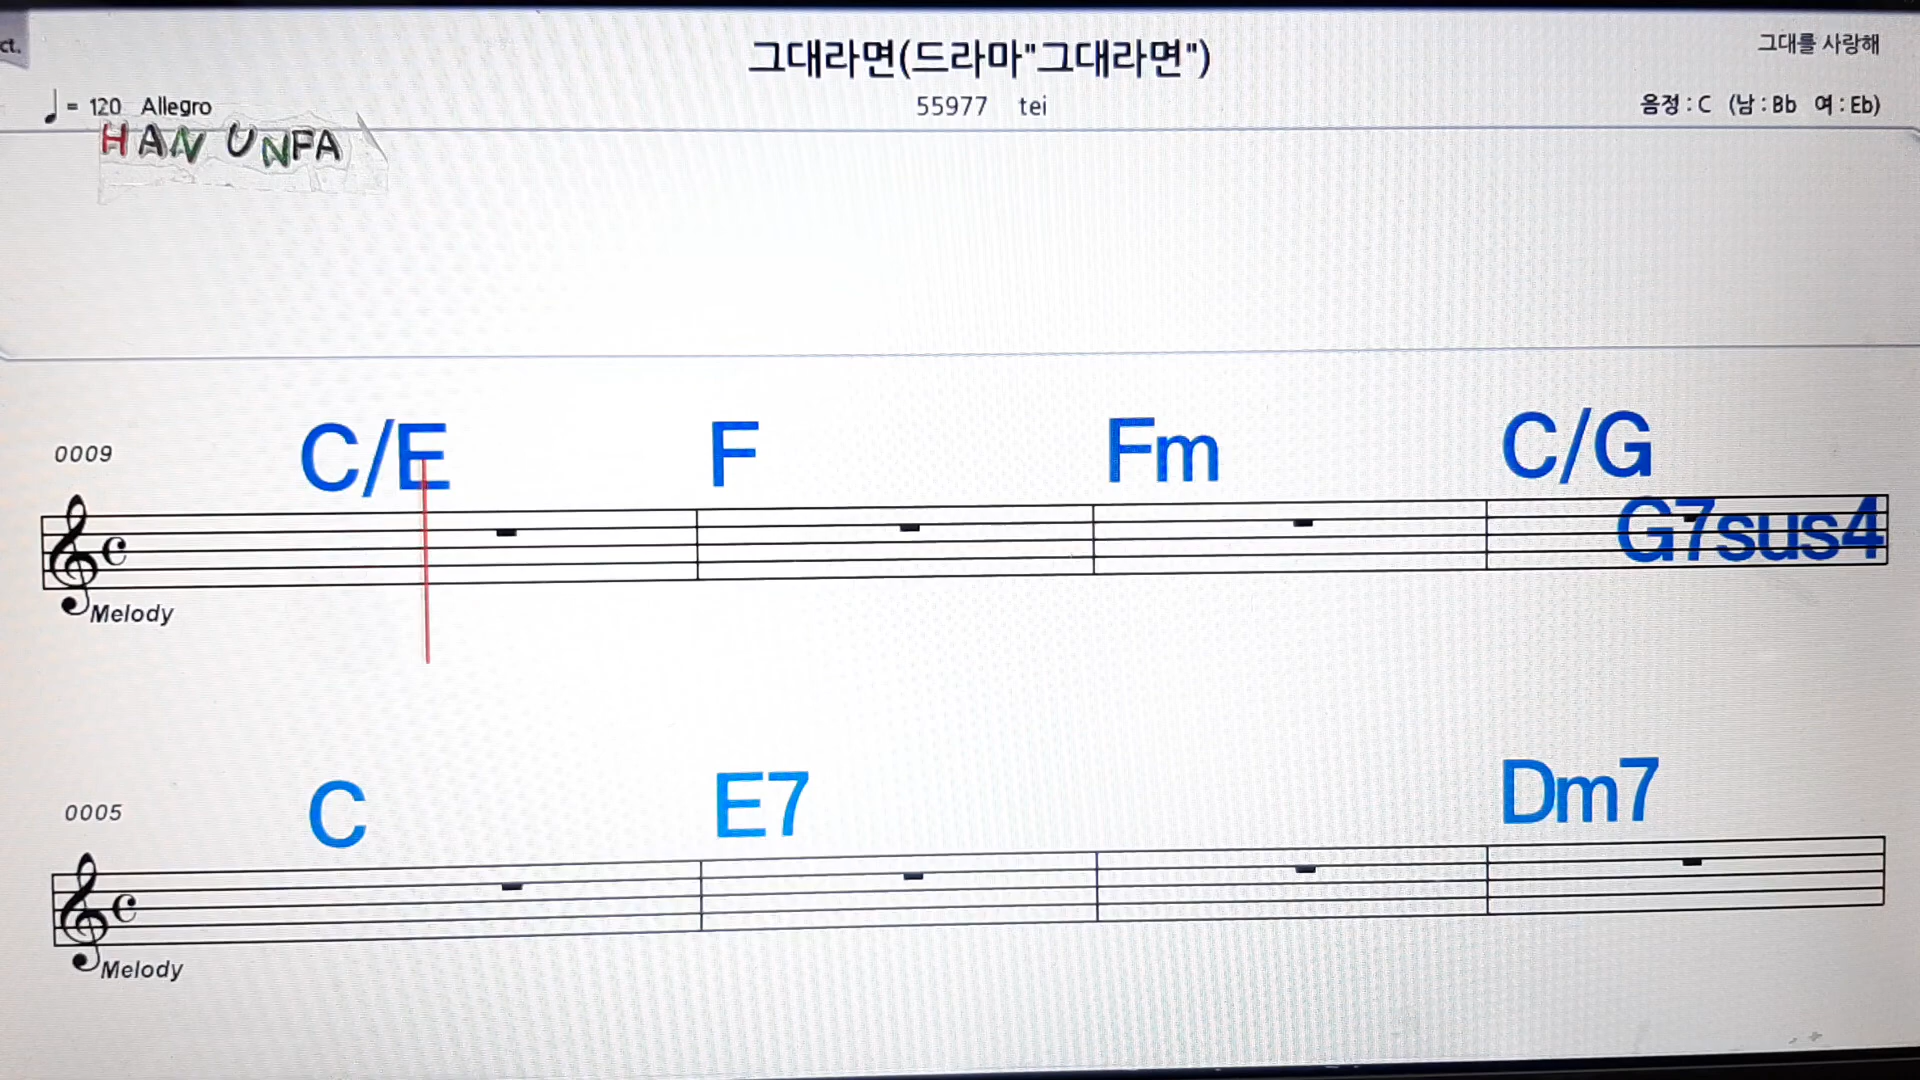 ct.
그대라면(드라마"그대라면")
그대를 사랑해
♩ = 120 Allegro
55977 tei
음정 : C (남 : Bb 여 : Eb)
HAN UNFA
0009
C/E F Fm C/G
G7sus4
Melody
0005
C E7 Dm7
Melody